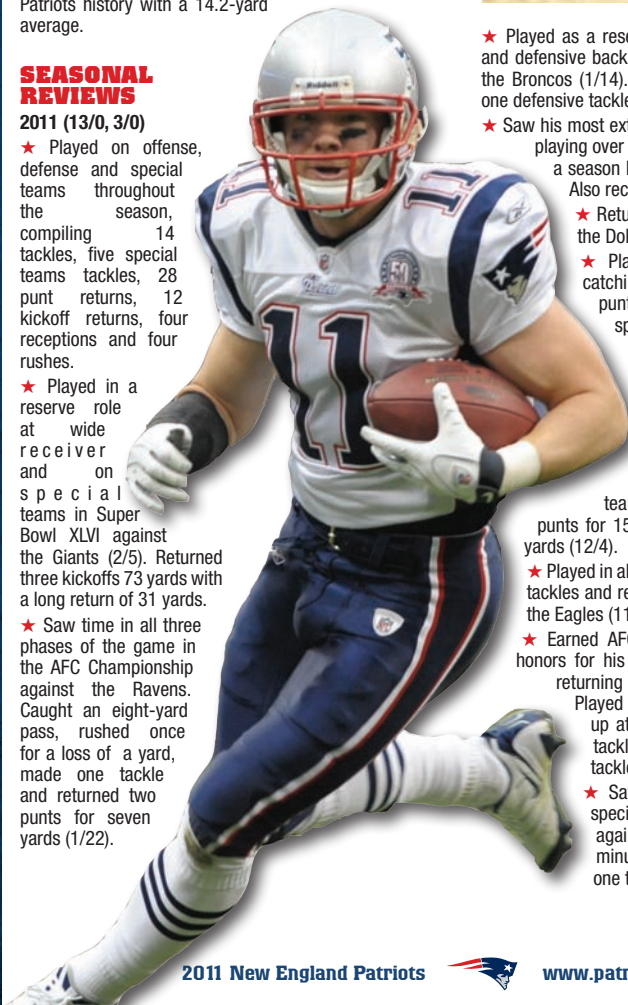 Patriots history with a 14.2-yard
average.
SEASONAL
REVIEWS
2011 (13/0, 3/0)
★ Played on offense,
defense and special
teams throughout
the season,
compiling 14
tackles, five special
teams tackles, 28
punt returns, 12
kickoff returns, four
receptions and four
rushes.
★ Played in a
reserve role
at wide
receiver
and on
special
teams in Super
Bowl XLVI against
the Giants (2/5). Returned
three kickoffs 73 yards with
a long return of 31 yards.
★ Saw time in all three
phases of the game in
the AFC Championship
against the Ravens.
Caught an eight-yard
pass, rushed once
for a loss of a yard,
made one tackle
and returned two
punts for seven
yards (1/22).
Riddell
11
11
50
Patriots
11
NFL
★ Played as a rese
and defensive back
the Broncos (1/14).
one defensive tackle
★ Saw his most ext
playing over
a season
Also rec
★ Retu
the Dol
★ Pla
catchi
punt
sp
tea
punts for 15
yards (12/4).
★ Played in al
tackles and re
the Eagles (11
★ Earned AFC
honors for his
returning
Played
up at
tackl
tackle
★ Sa
speci
agai
minu
one t
2011 New England Patriots
www.patr